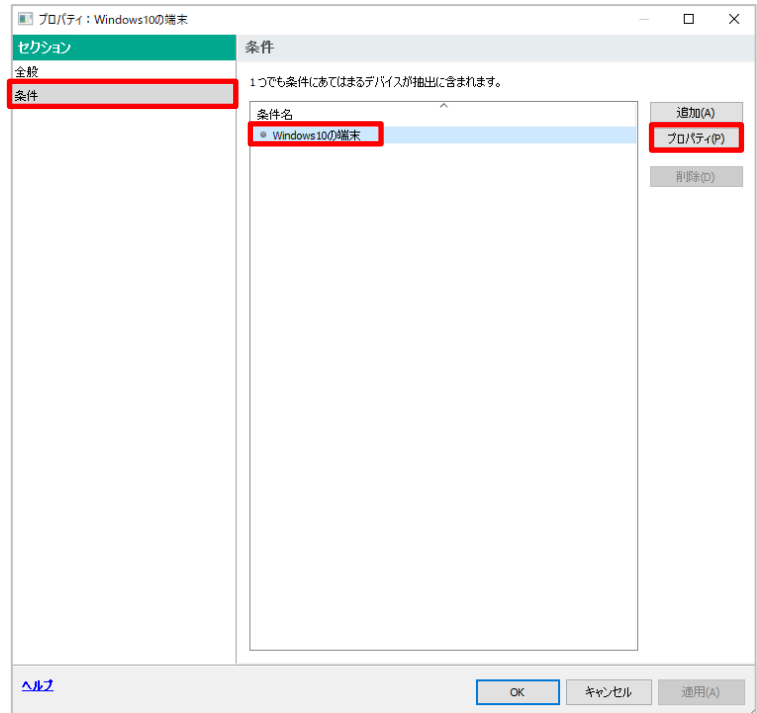 プロパティ：Windows10の端末
セクション
条件
全般
条件
1つでも条件にあてはまるデバイスが抽出に含まれます。
条件名
Windows10の端末
追加(A)
プロパティ(P)
削除(D)
ヘルプ
OK
キャンセル
適用(A)